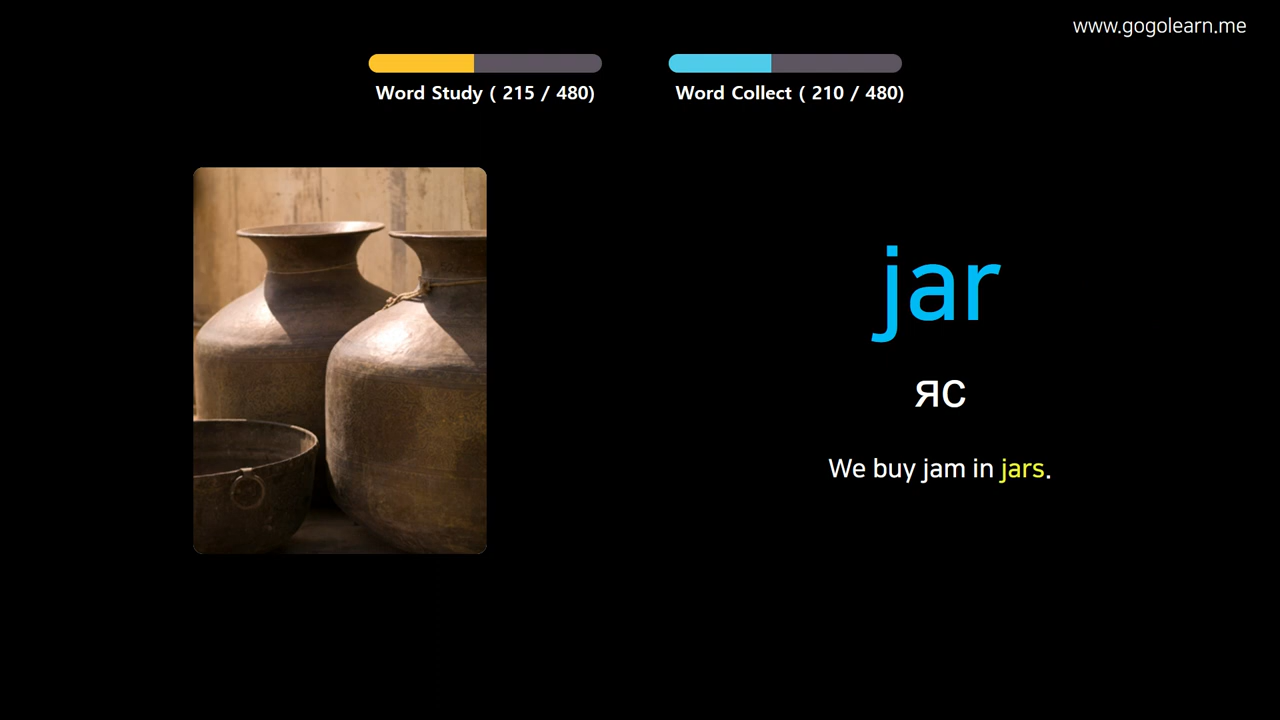 www.gogolearn.me
Word Study ( 215 / 480)
Word Collect ( 210 / 480)
jar
яс
We buy jam in jars.